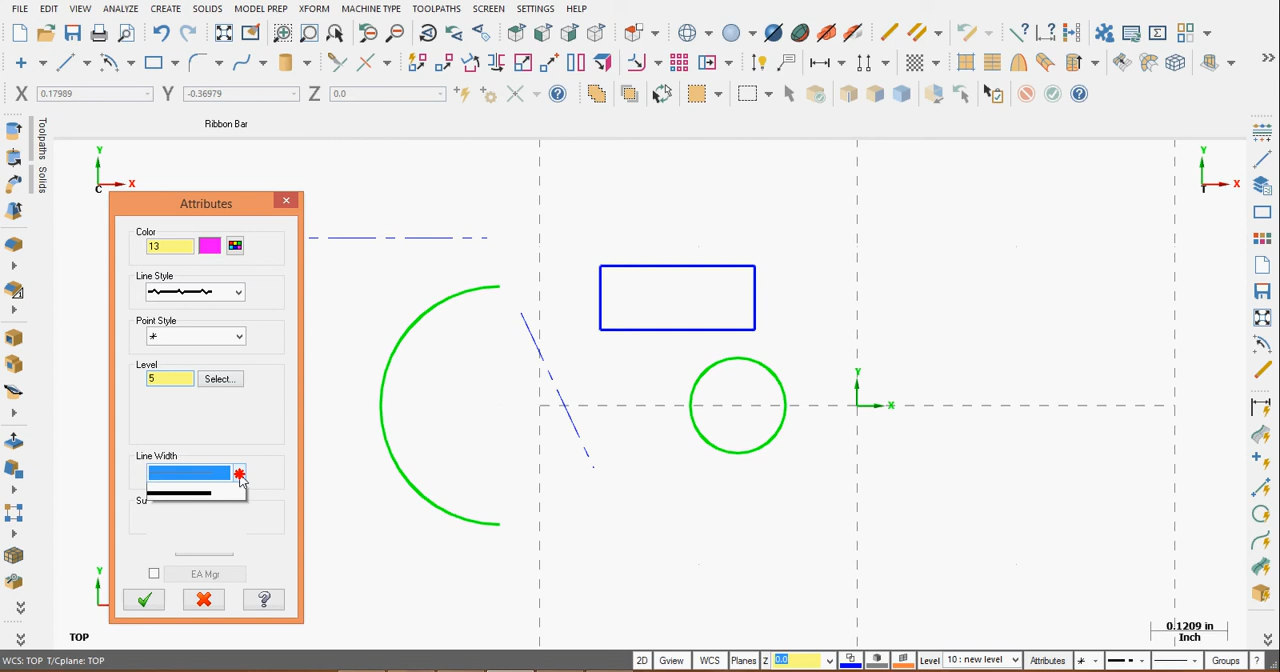 FILE EDIT VIEW ANALYZE CREATE SOLIDS MODEL PREP XFORM MACHINE TYPE TOOLPATHS SCREEN SETTINGS HELP
X 0.17989 Y -0.36979 Z 0.0
Ribbon Bar
Toolpaths
Solids
Y
X
C
Y
X
T
Attributes
Color
13
Line Style
Point Style
Level
5
Select...
Line Width
Su
EA Mgr
Y
X
Y
TOP
0.1209 in
Inch
WCS: TOP T/Cplane: TOP
2D Gview WCS Planes Z 0.0 Level 10 : new level Attributes Groups ?